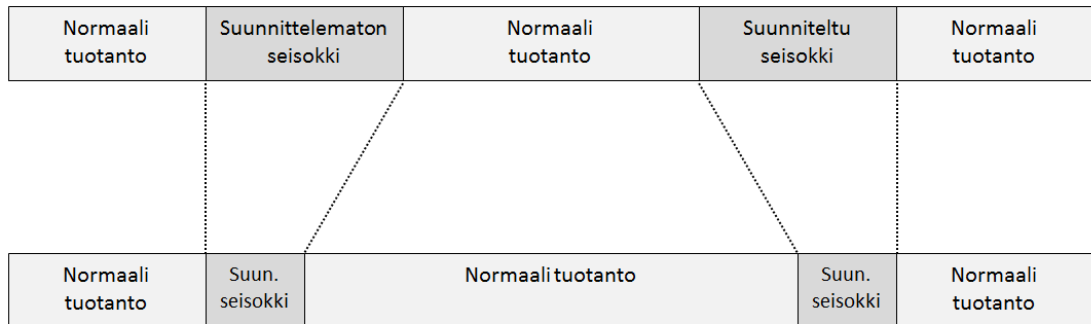 Normaali
tuotanto
Suunnittelematon
seisokki
Normaali
tuotanto
Suunniteltu
seisokki
Normaali
tuotanto
Normaali
tuotanto
Suun.
seisokki
Normaali tuotanto
Suun.
seisokki
Normaali
tuotanto